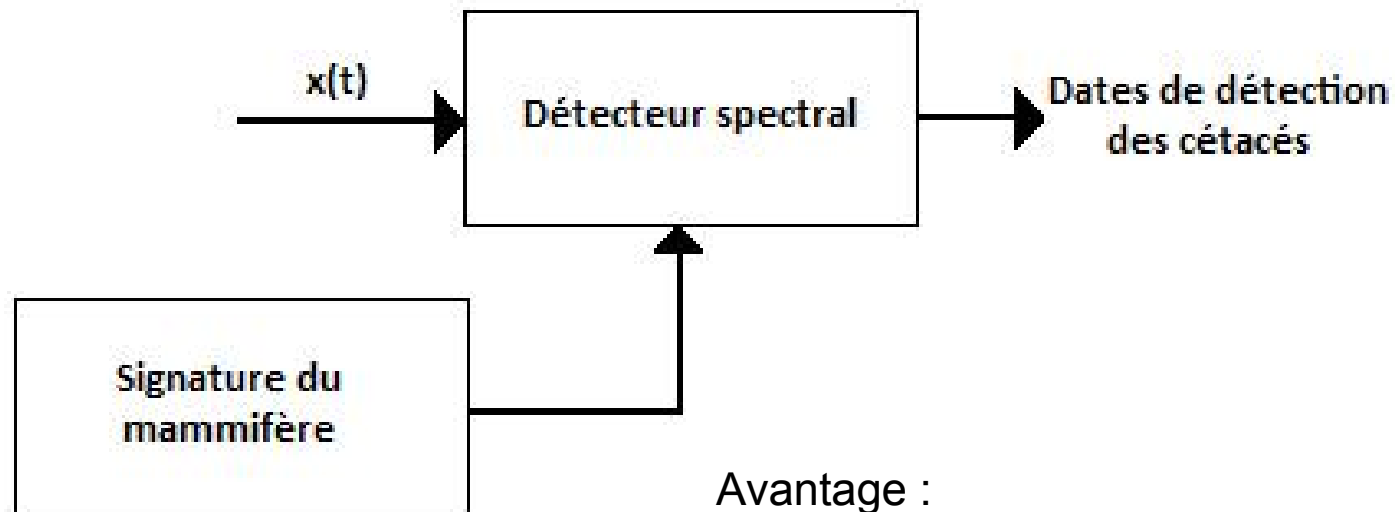 x(t)
Détecteur spectral
Dates de détection
des cétacés
Signature du
mammifère
Avantage :